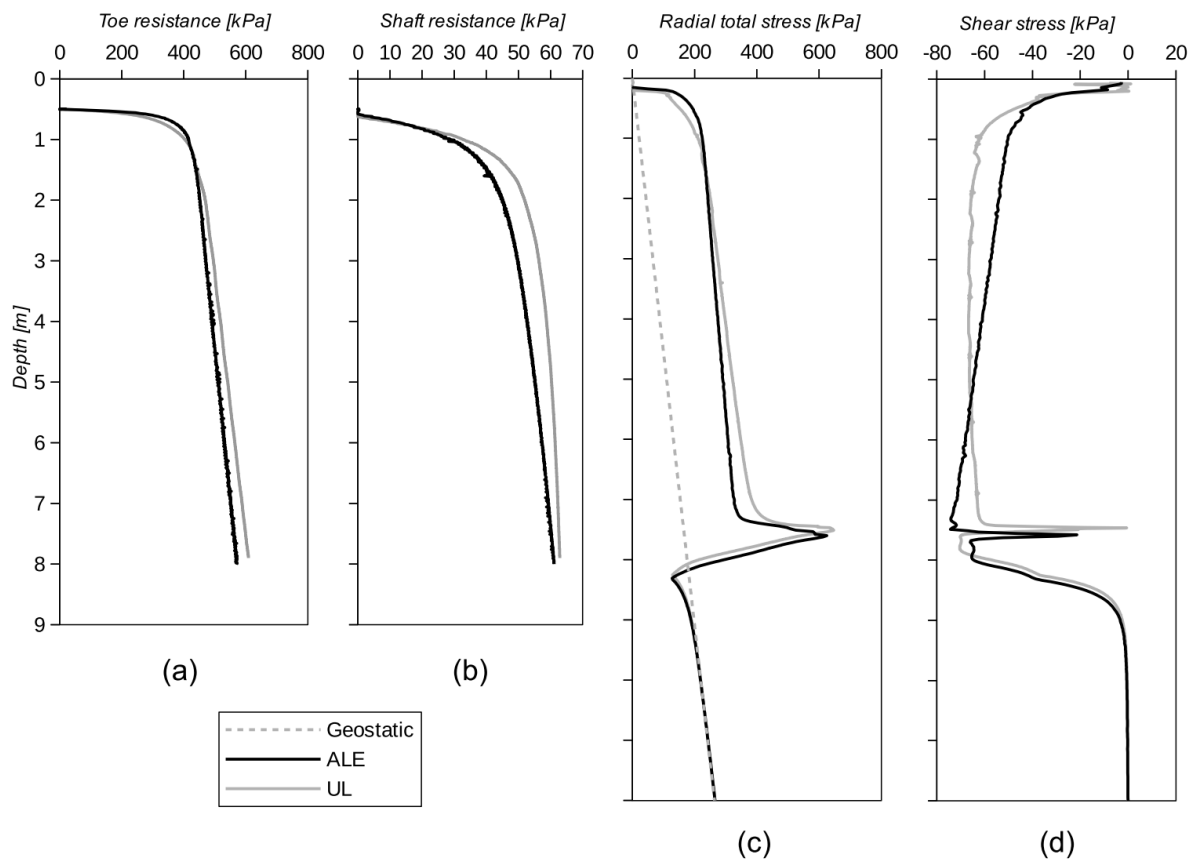 Toe resistance [kPa]
0 200 400 600 800
Shaft resistance [kPa]
0 10 20 30 40 50 60 70
Radial total stress [kPa]
0 200 400 600 800
Shear stress [kPa]
-80 -60 -40 -20 0 20
Depth [m]
0
1
2
3
4
5
6
7
8
9
(a)
(b)
(c)
(d)
Geostatic
ALE
UL